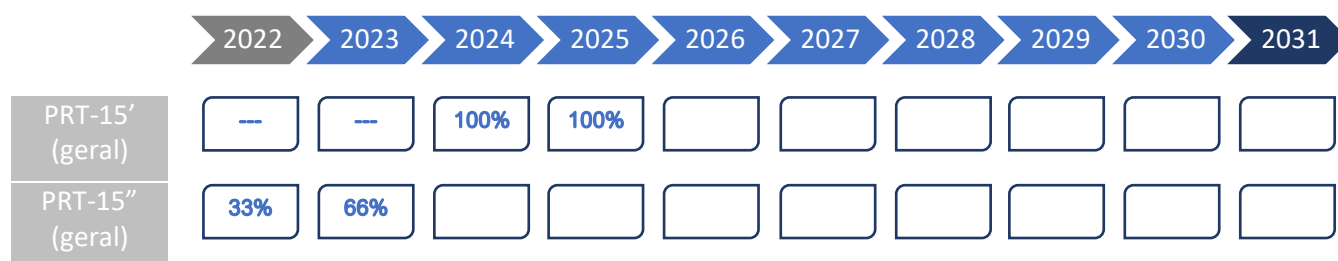 2022 2023 2024 2025 2026 2027 2028 2029 2030 2031
PRT-15’ --- --- 100% 100%
(geral)
PRT-15” 33% 66%
(geral)